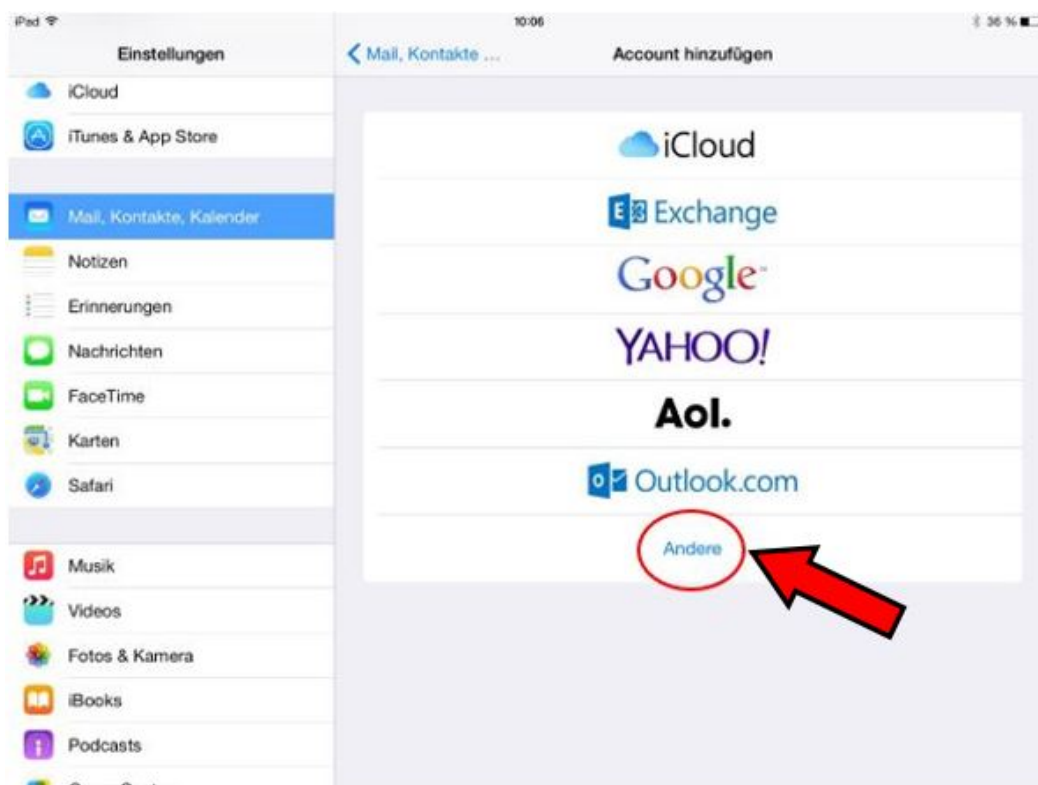 iPad
10:06
36 %
Einstellungen
Mail, Kontakte ...
Account hinzufügen
iCloud
iTunes & App Store
Mail, Kontakte, Kalender
Notizen
Erinnerungen
Nachrichten
FaceTime
Karten
Safari
Musik
Videos
Fotos & Kamera
iBooks
Podcasts
iCloud
E Exchange
Google™
YAHOO!
Aol.
Outlook.com
Andere